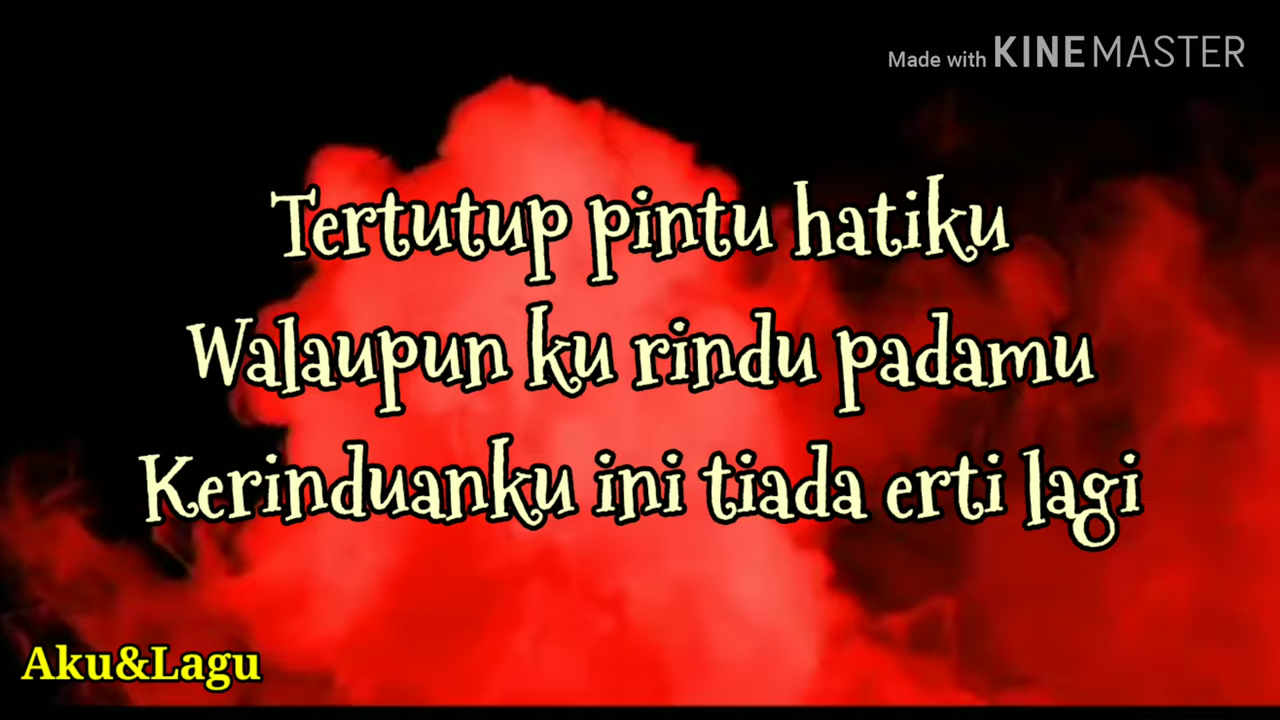 Made with KINEMASTER
Tertutup pintu hatiku
Walaupun ku rindu padamu
Kerinduanku ini tiada erti lagi
Aku&Lagu